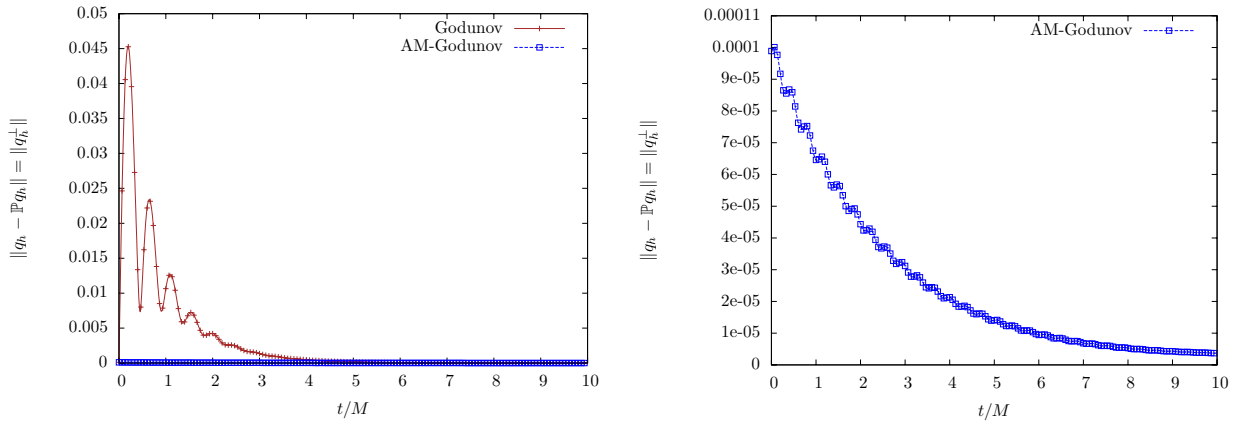 0.05
0.045
0.04
0.035
0.03
0.025
0.02
0.015
0.01
0.005
0
0 1 2 3 4 5 6 7 8 9 10
t/M
∥q_h − ℙq_h∥ = ∥q_h^⊥∥
Godunov
AM-Godunov
0.00011
0.0001
9e-05
8e-05
7e-05
6e-05
5e-05
4e-05
3e-05
2e-05
1e-05
0
0 1 2 3 4 5 6 7 8 9 10
t/M
∥q_h − ℙq_h∥ = ∥q_h^⊥∥
AM-Godunov